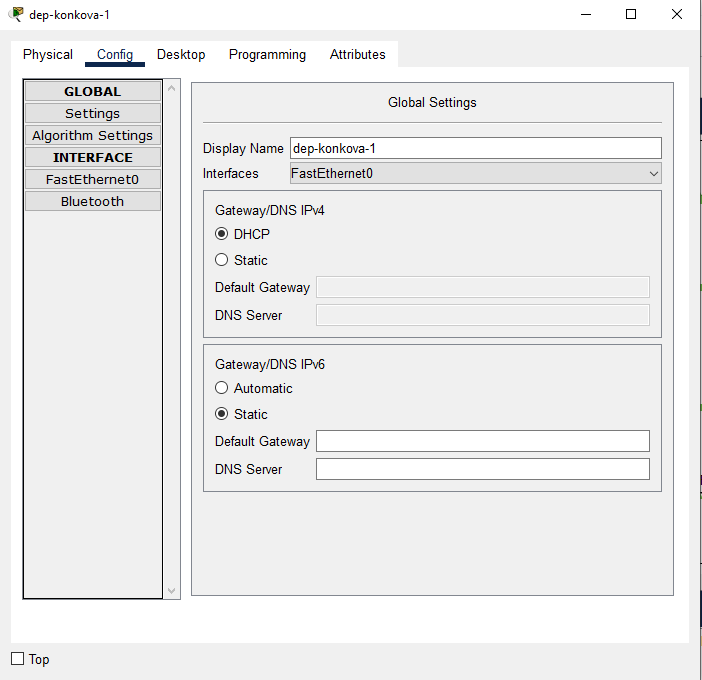 dep-konkova-1
Physical Config Desktop Programming Attributes
GLOBAL
Settings
Algorithm Settings
INTERFACE
FastEthernet0
Bluetooth
Global Settings
Display Name dep-konkova-1
Interfaces FastEthernet0
Gateway/DNS IPv4
DHCP
Static
Default Gateway
DNS Server
Gateway/DNS IPv6
Automatic
Static
Default Gateway
DNS Server
Top